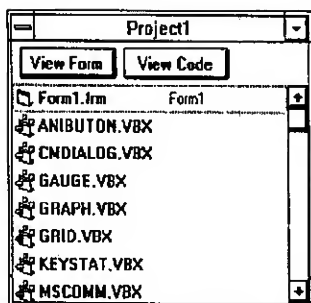 Project1
View Form View Code
Form1.frm Form1
ANIBUTON.VBX
CMDIALOG.VBX
GAUGE.VBX
GRAPH.VBX
GRID.VBX
KEYSTAT.VBX
MSCOMM.VBX